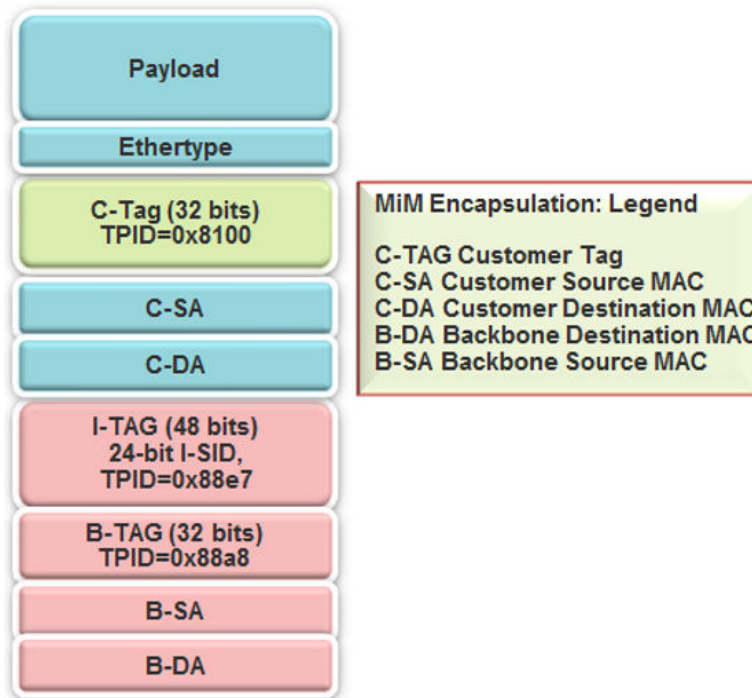 Payload
Ethertype
C-Tag (32 bits)
TPID=0x8100
C-SA
C-DA
I-TAG (48 bits)
24-bit I-SID,
TPID=0x88e7
B-TAG (32 bits)
TPID=0x88a8
B-SA
B-DA
MiM Encapsulation: Legend
C-TAG Customer Tag
C-SA Customer Source MAC
C-DA Customer Destination MAC
B-DA Backbone Destination MAC
B-SA Backbone Source MAC